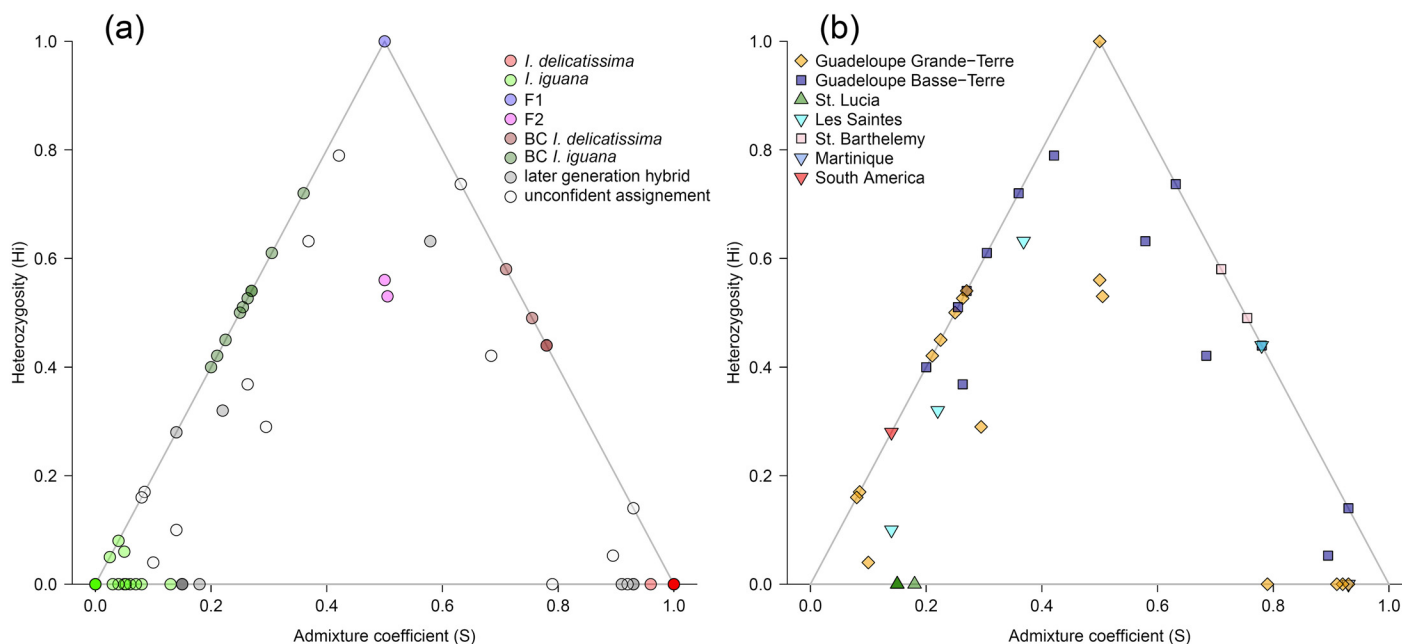 (a)
1.0
0.8
0.6
0.4
0.2
0.0
Heterozygosity (Hi)
I. delicatissima
I. iguana
F1
F2
BC I. delicatissima
BC I. iguana
later generation hybrid
unconfident assignement
0.0 0.2 0.4 0.6 0.8 1.0
Admixture coefficient (S)
(b)
1.0
0.8
0.6
0.4
0.2
0.0
Heterozygosity (Hi)
Guadeloupe Grande−Terre
Guadeloupe Basse−Terre
St. Lucia
Les Saintes
St. Barthelemy
Martinique
South America
0.0 0.2 0.4 0.6 0.8 1.0
Admixture coefficient (S)